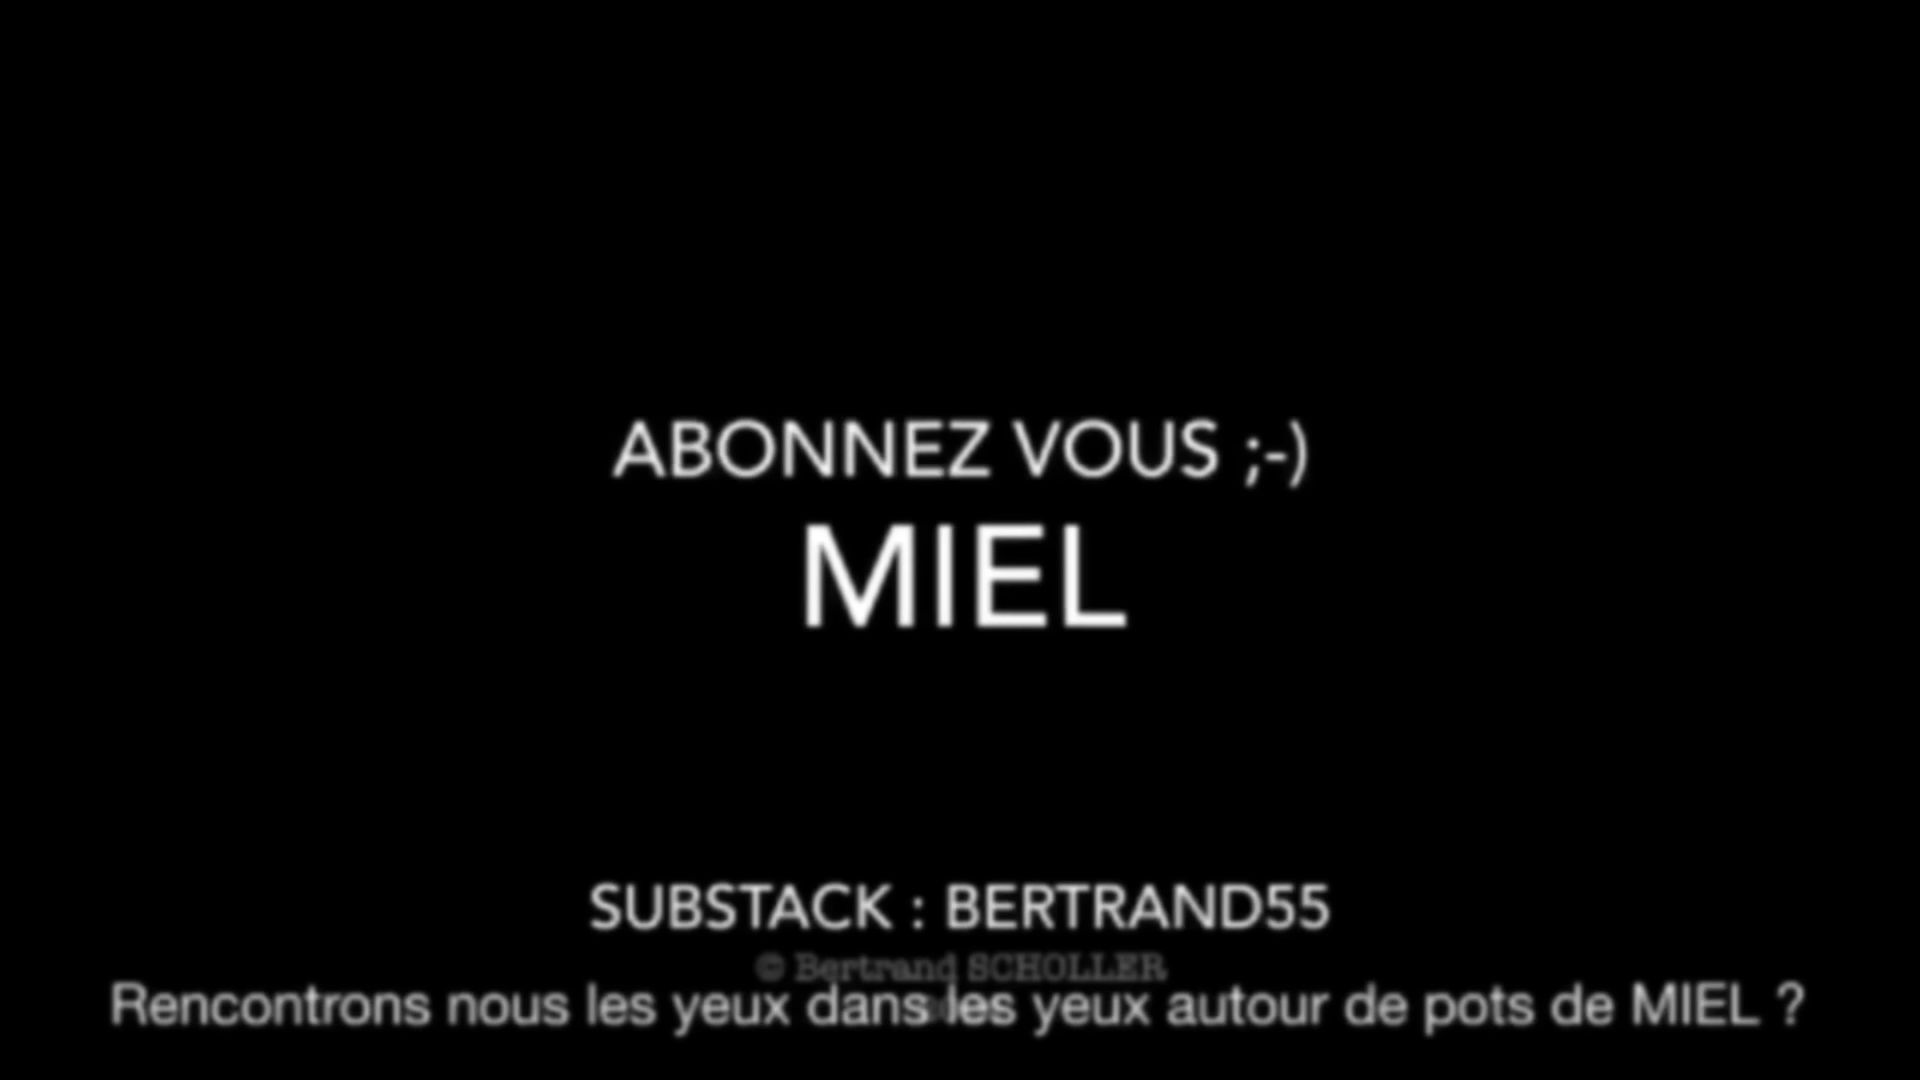 ABONNEZ VOUS ;-)
MIEL
SUBSTACK : BERTRAND55
© Bertrand SCHOLLER
Rencontrons nous les yeux dans les yeux autour de pots de MIEL ?